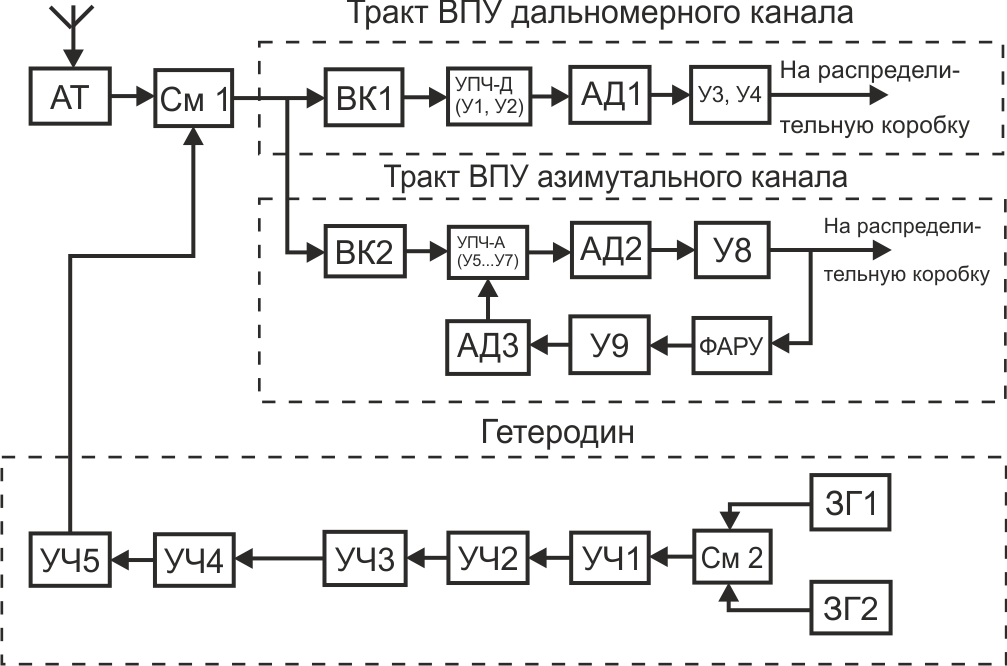 Тракт ВПУ дальномерного канала
АТ
См 1
ВК1
УПЧ-Д
(У1, У2)
АД1
У3, У4
На распредели-
тельную коробку
Тракт ВПУ азимутального канала
ВК2
УПЧ-А
(У5...У7)
АД2
У8
На распредели-
тельную коробку
АД3
У9
ФАРУ
Гетеродин
ЗГ1
УЧ5
УЧ4
УЧ3
УЧ2
УЧ1
См 2
ЗГ2